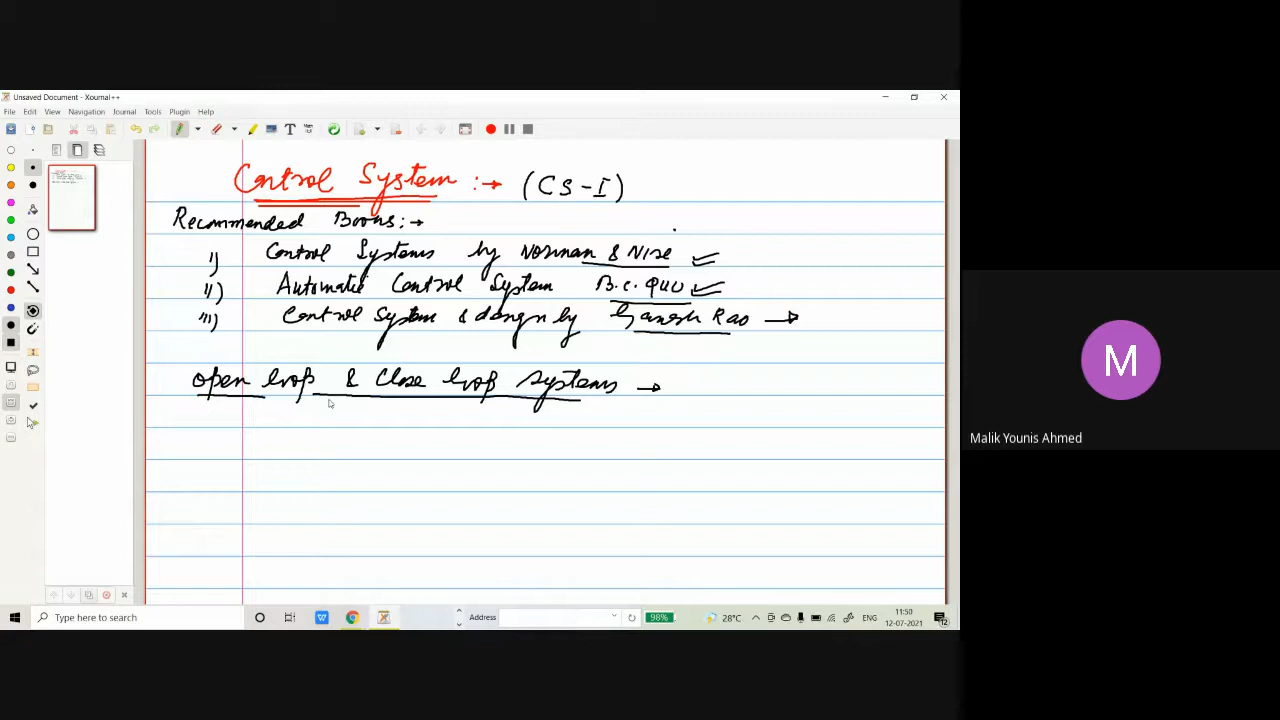 Unsaved Document - Xournal++
File Edit View Navigation Journal Tools Plugin Help
Control System :→ (CS-I)
Recommended Books:→
i) Control Systems by Norman S Nise
ii) Automatic Control System B.C. QUO
iii) Control System & design by Ganesh Rao →
open loop & Close loop systems →
M
Malik Younis Ahmed
Type here to search
Address
98%
28°C
ENG
11:50
12-07-2021